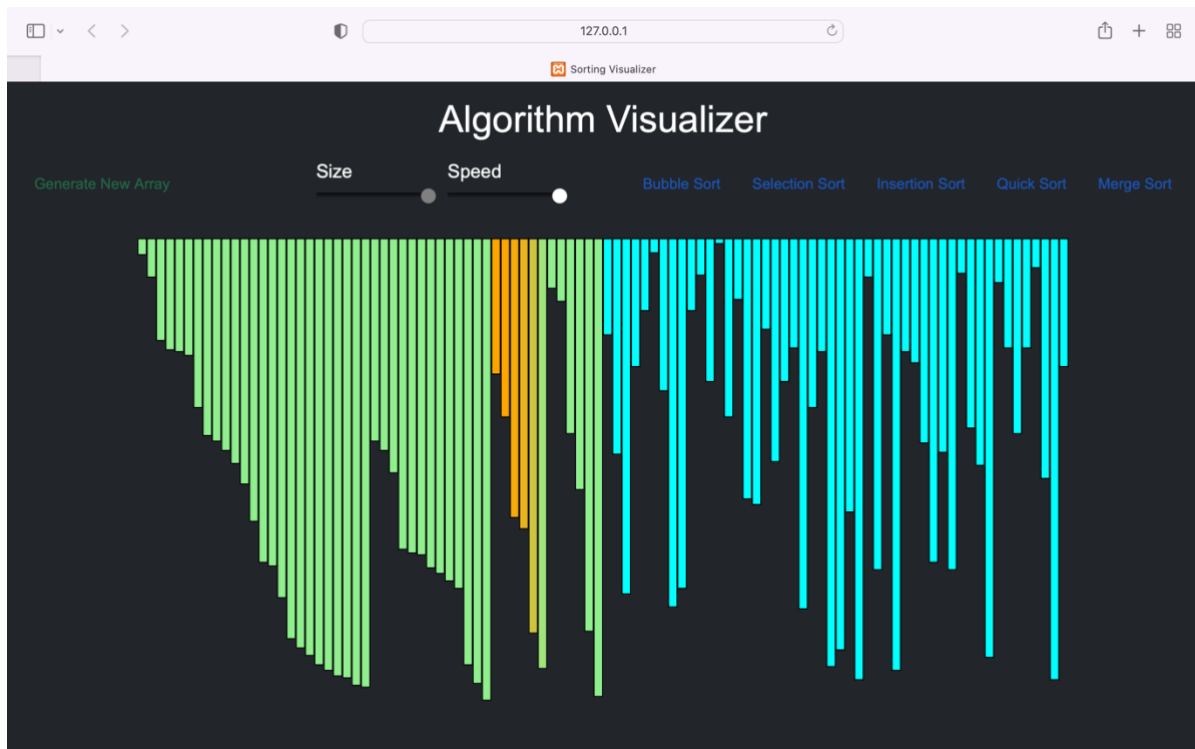 127.0.0.1
Sorting Visualizer
Algorithm Visualizer
Generate New Array
Size
Speed
Bubble Sort
Selection Sort
Insertion Sort
Quick Sort
Merge Sort